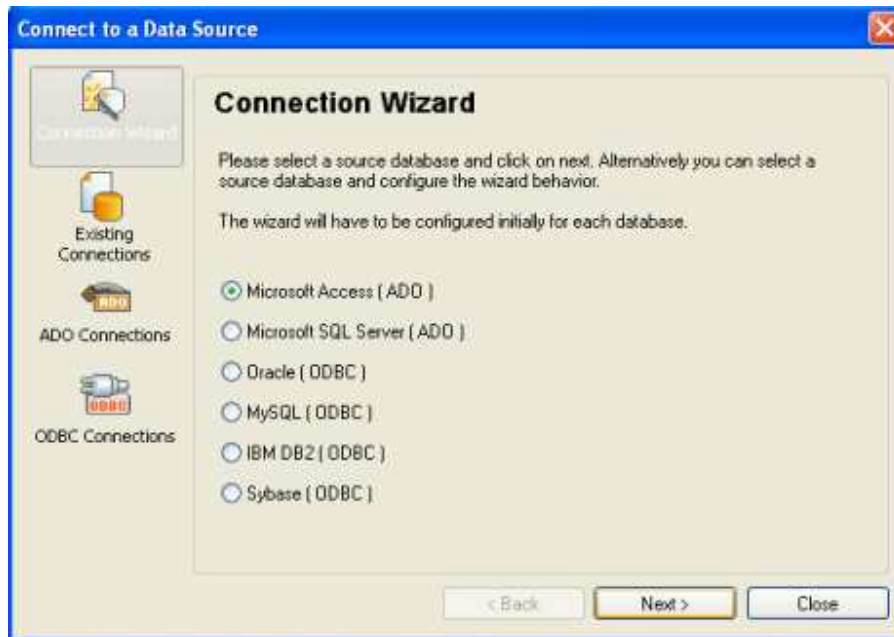 Connect to a Data Source
Connection Wizard
Existing
Connections
ADO
ADO Connections
ODBC
ODBC Connections
Connection Wizard
Please select a source database and click on next. Alternatively you can select a
source database and configure the wizard behavior.
The wizard will have to be configured initially for each database.
Microsoft Access ( ADO )
Microsoft SQL Server ( ADO )
Oracle ( ODBC )
MySQL ( ODBC )
IBM DB2 ( ODBC )
Sybase ( ODBC )
< Back
Next >
Close